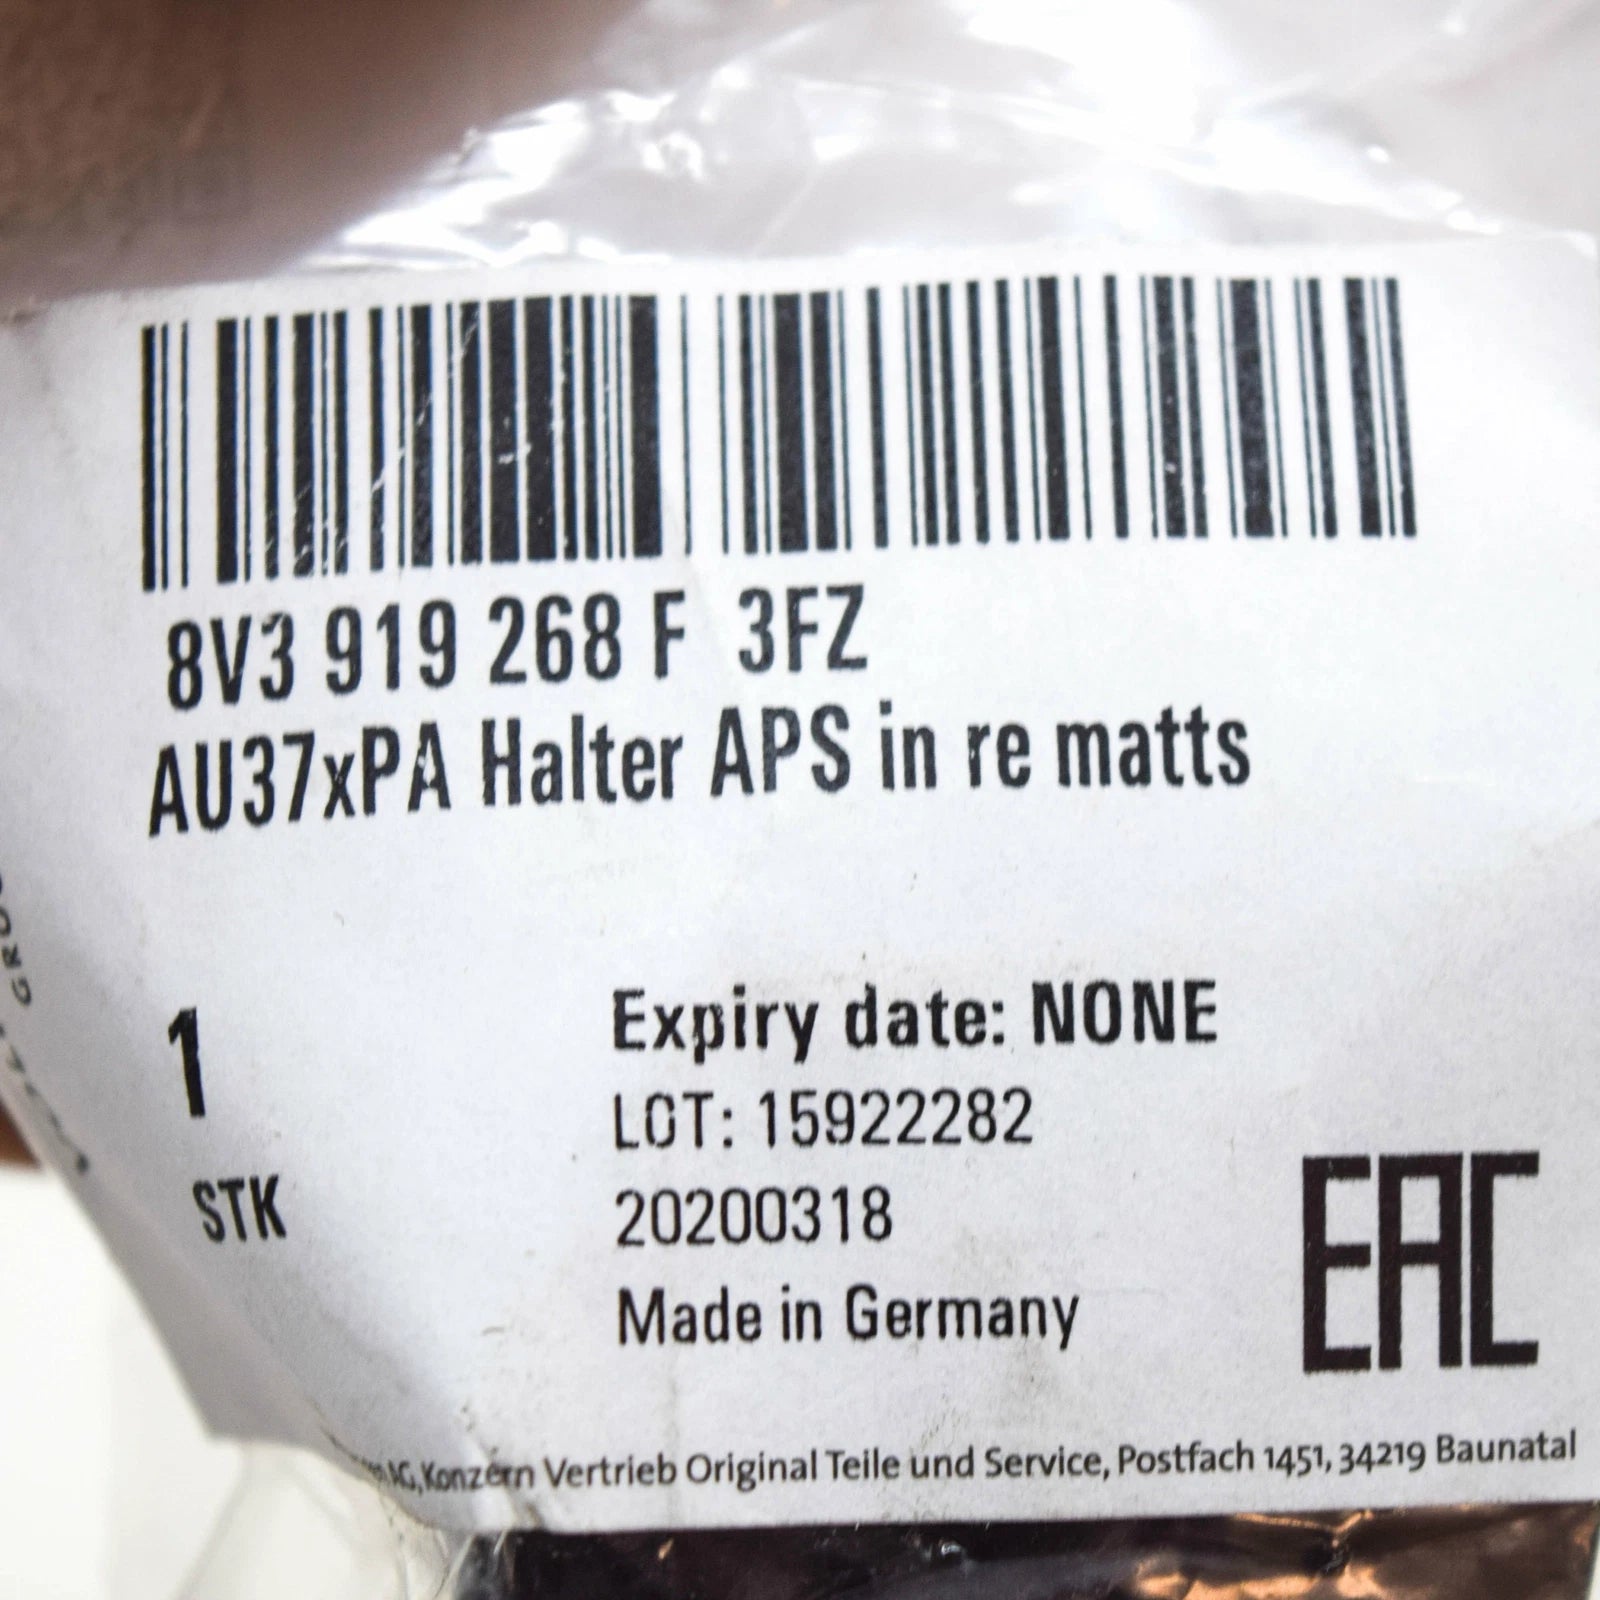 8V3 919 268 F 3FZ
AU37xPA Halter APS in re matts
1
STK
Expiry date: NONE
LOT: 15922282
20200318
Made in Germany
EAC
AG, Konzern Vertrieb Original Teile und Service, Postfach 1451, 34219 Baunatal